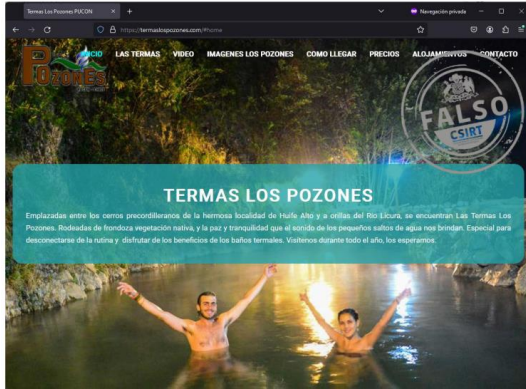 Termas Los Pozones PUCON
Navegación privada
https://termaslospozones.com/#home
INICIO LAS TERMAS VIDEO IMAGENES LOS POZONES COMO LLEGAR PRECIOS ALOJAMIENTOS CONTACTO
POZONES
FALSO
CSIRT
TERMAS LOS POZONES
Emplazadas entre los cerros precordilleranos de la hermosa localidad de Huife Alto y a orillas del Rio Licura, se encuentran Las Termas Los
Pozones. Rodeadas de frondoza vegetación nativa, y la paz y tranquilidad que el sonido de los pequeños saltos de agua nos brindan. Especial para
desconectarse de la rutina y disfrutar de los beneficios de los baños termales. Visítenos durante todo el año, los esperamos.